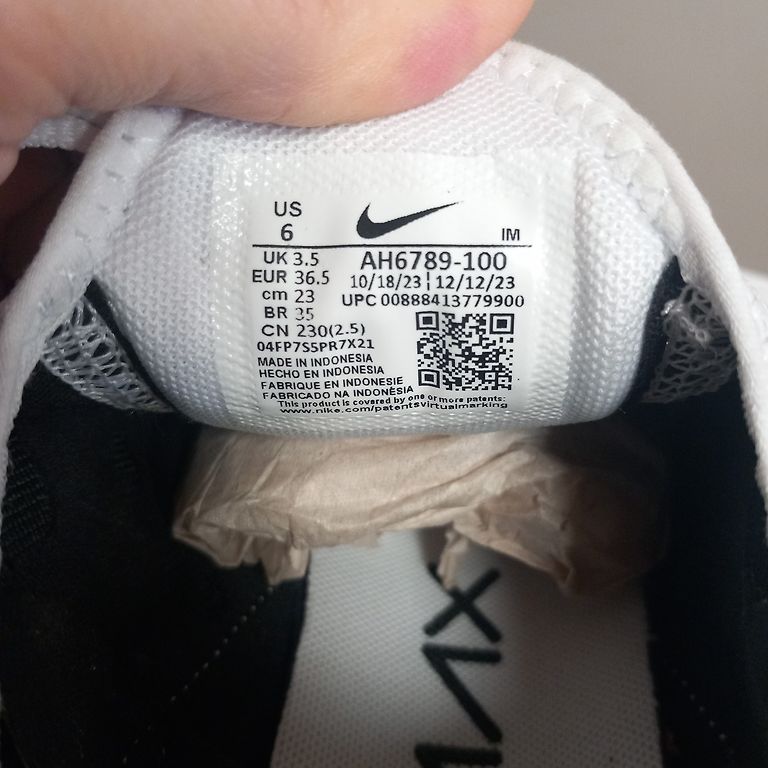 US
6
IM
UK 3.5
EUR 36.5
cm 23
BR 35
CN 230(2.5)
AH6789-100
10/18/23 | 12/12/23
UPC 00888413779900
04FP7S5PR7X21
MADE IN INDONESIA
HECHO EN INDONESIA
FABRIQUE EN INDONESIE
FABRICADO NA INDONÉSIA
This product is covered by one or more patents:
www.nike.com/patentsvirtualmarking